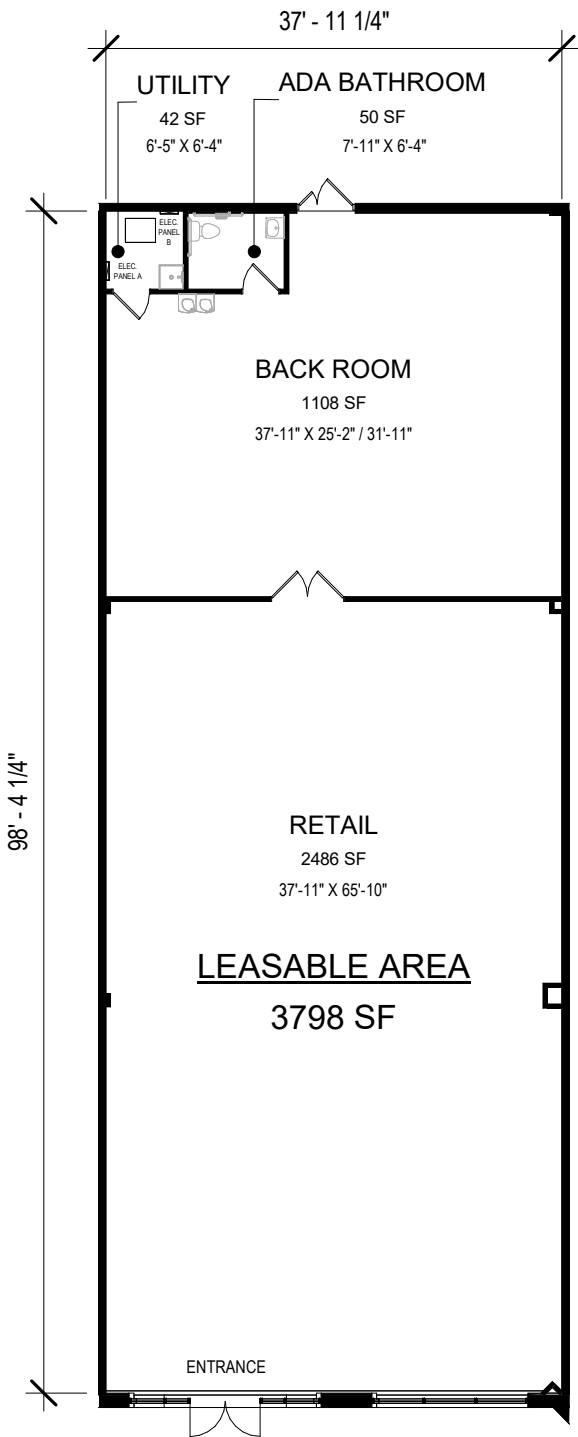 37' - 11 1/4"
UTILITY
42 SF
6'-5" X 6'-4"
ADA BATHROOM
50 SF
7'-11" X 6'-4"
ELEC.
PANEL
B
ELEC.
PANEL A
BACK ROOM
1108 SF
37'-11" X 25'-2" / 31'-11"
98' - 4 1/4"
RETAIL
2486 SF
37'-11" X 65'-10"
LEASABLE AREA
3798 SF
ENTRANCE